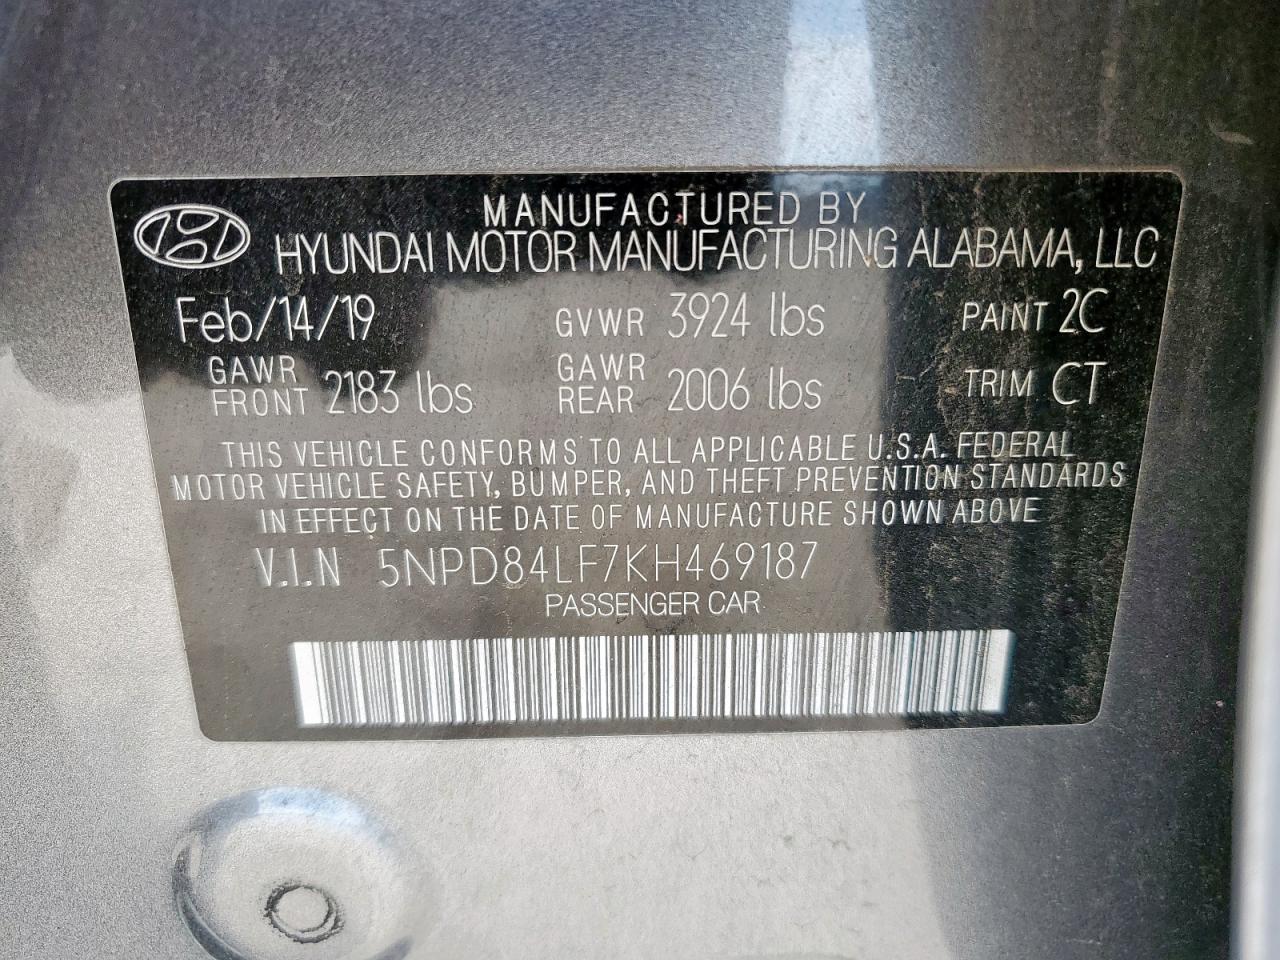 MANUFACTURED BY
HYUNDAI MOTOR MANUFACTURING ALABAMA, LLC
Feb/14/19 GVWR 3924 lbs PAINT 2C
GAWR FRONT 2183 lbs GAWR REAR 2006 lbs TRIM CT
THIS VEHICLE CONFORMS TO ALL APPLICABLE U.S.A. FEDERAL
MOTOR VEHICLE SAFETY, BUMPER, AND THEFT PREVENTION STANDARDS
IN EFFECT ON THE DATE OF MANUFACTURE SHOWN ABOVE
V.I.N 5NPD84LF7KH469187
PASSENGER CAR